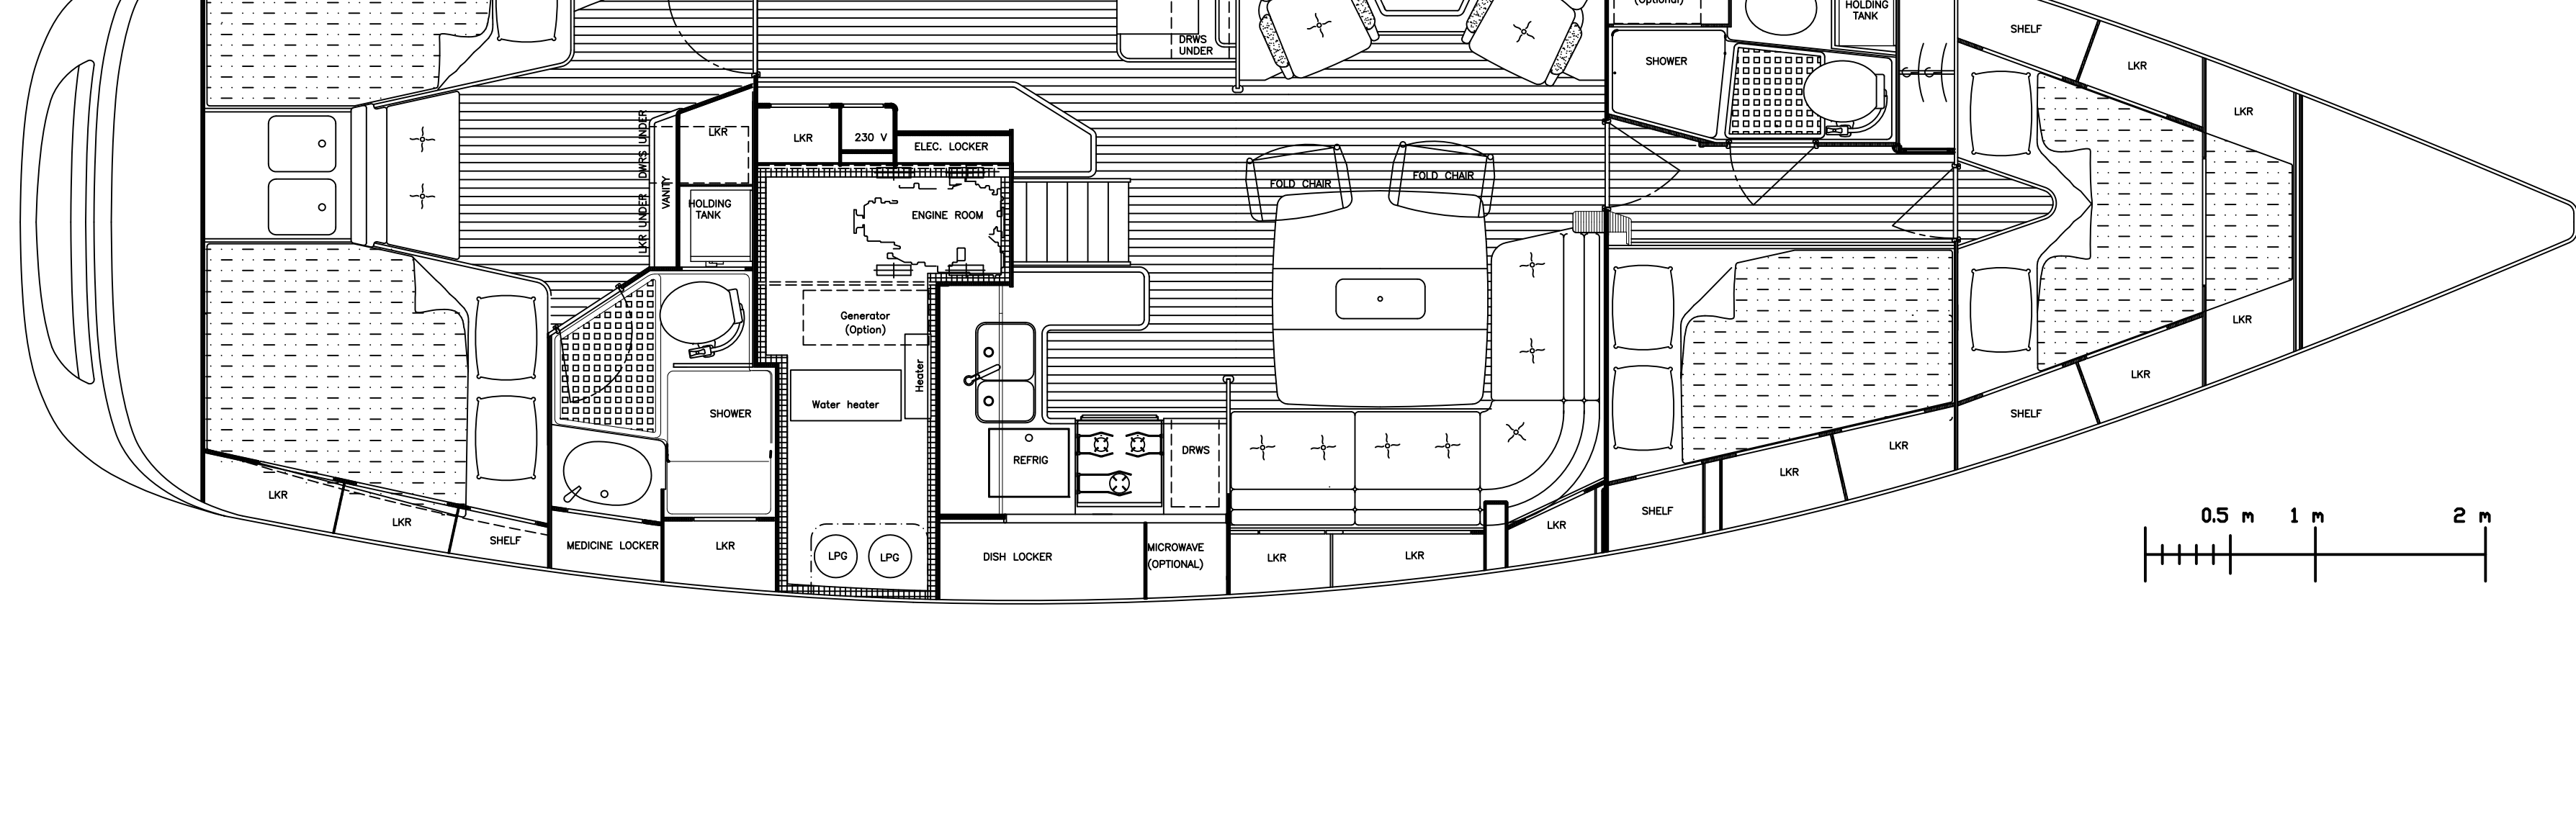 (Optional)
HOLDING
TANK
SHELF
DRWS
UNDER
SHOWER
LKR
LKR
LKR
LKR
230 V
ELEC. LOCKER
LKR UNDER
DWRS UNDER
VANITY
HOLDING
TANK
ENGINE ROOM
FOLD CHAIR
FOLD CHAIR
Generator
(Option)
Heater
Water heater
SHOWER
REFRIG
DRWS
LKR
LKR
SHELF
LKR
LKR
SHELF
LKR
LKR
SHELF
MEDICINE LOCKER
LKR
LPG
LPG
DISH LOCKER
MICROWAVE
(OPTIONAL)
LKR
LKR
LKR
0.5 m
1 m
2 m